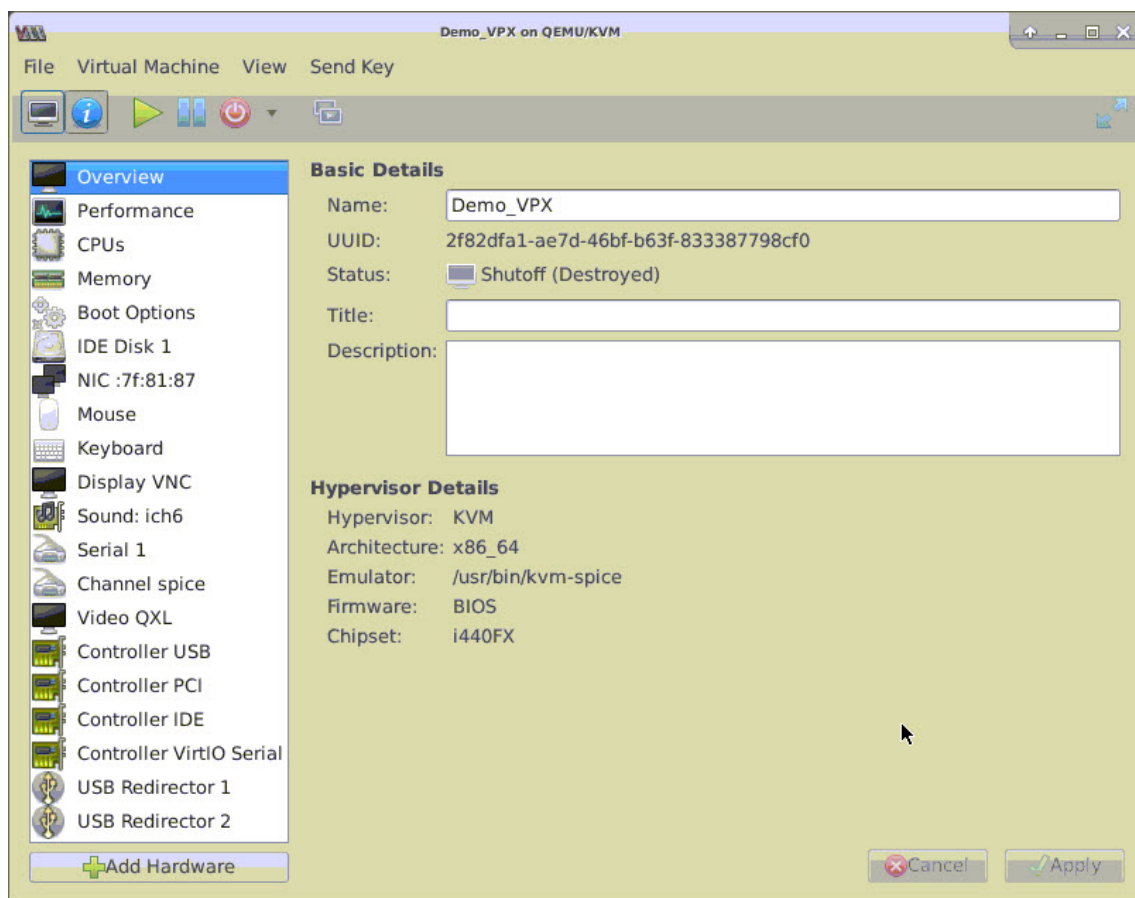 Demo_VPX on QEMU/KVM
File Virtual Machine View Send Key
Overview
Performance
CPUs
Memory
Boot Options
IDE Disk 1
NIC :7f:81:87
Mouse
Keyboard
Display VNC
Sound: ich6
Serial 1
Channel spice
Video QXL
Controller USB
Controller PCI
Controller IDE
Controller VirtIO Serial
USB Redirector 1
USB Redirector 2
Add Hardware
Basic Details
Name: Demo_VPX
UUID: 2f82dfa1-ae7d-46bf-b63f-833387798cf0
Status: Shutoff (Destroyed)
Title:
Description:
Hypervisor Details
Hypervisor: KVM
Architecture: x86_64
Emulator: /usr/bin/kvm-spice
Firmware: BIOS
Chipset: i440FX
Cancel Apply